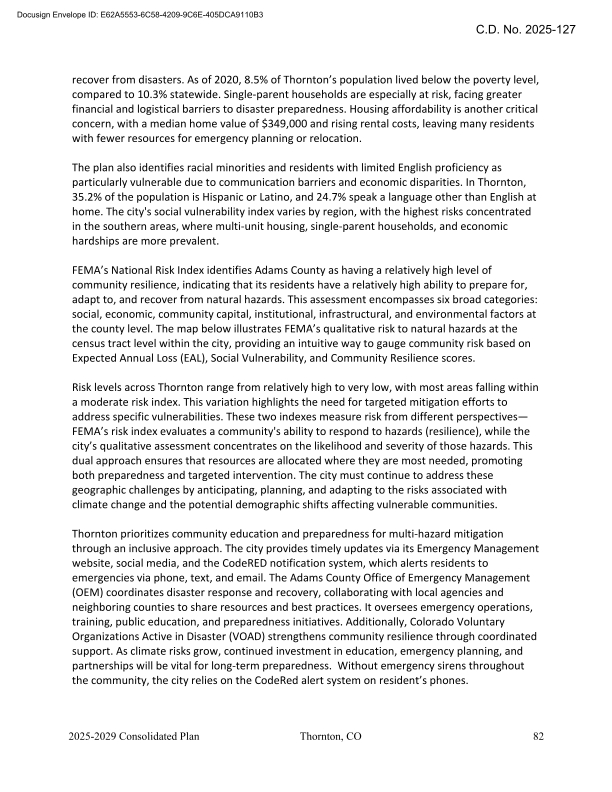 Docusign Envelope ID: E62A5553-6C58-4209-9C6E-405DCA9110B3
C.D. No. 2025-127
recover from disasters. As of 2020, 8.5% of Thornton’s population lived below the poverty level,
compared to 10.3% statewide. Single-parent households are especially at risk, facing greater
financial and logistical barriers to disaster preparedness. Housing affordability is another critical
concern, with a median home value of $349,000 and rising rental costs, leaving many residents
with fewer resources for emergency planning or relocation.
The plan also identifies racial minorities and residents with limited English proficiency as
particularly vulnerable due to communication barriers and economic disparities. In Thornton,
35.2% of the population is Hispanic or Latino, and 24.7% speak a language other than English at
home. The city's social vulnerability index varies by region, with the highest risks concentrated
in the southern areas, where multi-unit housing, single-parent households, and economic
hardships are more prevalent.
FEMA’s National Risk Index identifies Adams County as having a relatively high level of
community resilience, indicating that its residents have a relatively high ability to prepare for,
adapt to, and recover from natural hazards. This assessment encompasses six broad categories:
social, economic, community capital, institutional, infrastructural, and environmental factors at
the county level. The map below illustrates FEMA’s qualitative risk to natural hazards at the
census tract level within the city, providing an intuitive way to gauge community risk based on
Expected Annual Loss (EAL), Social Vulnerability, and Community Resilience scores.
Risk levels across Thornton range from relatively high to very low, with most areas falling within
a moderate risk index. This variation highlights the need for targeted mitigation efforts to
address specific vulnerabilities. These two indexes measure risk from different perspectives—
FEMA’s risk index evaluates a community's ability to respond to hazards (resilience), while the
city’s qualitative assessment concentrates on the likelihood and severity of those hazards. This
dual approach ensures that resources are allocated where they are most needed, promoting
both preparedness and targeted intervention. The city must continue to address these
geographic challenges by anticipating, planning, and adapting to the risks associated with
climate change and the potential demographic shifts affecting vulnerable communities.
Thornton prioritizes community education and preparedness for multi-hazard mitigation
through an inclusive approach. The city provides timely updates via its Emergency Management
website, social media, and the CodeRED notification system, which alerts residents to
emergencies via phone, text, and email. The Adams County Office of Emergency Management
(OEM) coordinates disaster response and recovery, collaborating with local agencies and
neighboring counties to share resources and best practices. It oversees emergency operations,
training, public education, and preparedness initiatives. Additionally, Colorado Voluntary
Organizations Active in Disaster (VOAD) strengthens community resilience through coordinated
support. As climate risks grow, continued investment in education, emergency planning, and
partnerships will be vital for long-term preparedness.  Without emergency sirens throughout
the community, the city relies on the CodeRed alert system on resident’s phones.
2025-2029 Consolidated Plan Thornton, CO 82